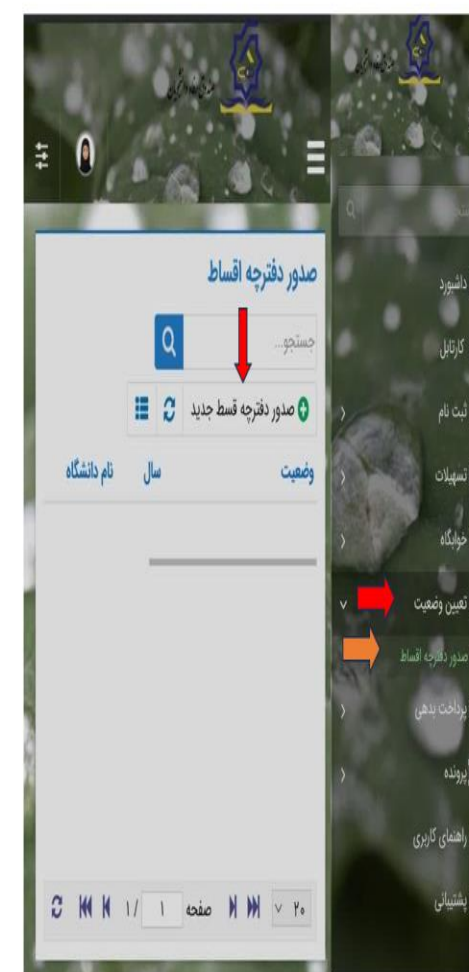 صدور دفترچه اقساط
جستجو...
صدور دفترچه قسط جدید
وضعیت سال نام دانشگاه
۲۰ صفحه ۱ / ۱
داشبورد
کارتابل
ثبت نام
تسهیلات
خوابگاه
تعیین وضعیت
صدور دفترچه اقساط
پرداخت بدهی
پرونده
راهنمای کاربری
پشتیبانی